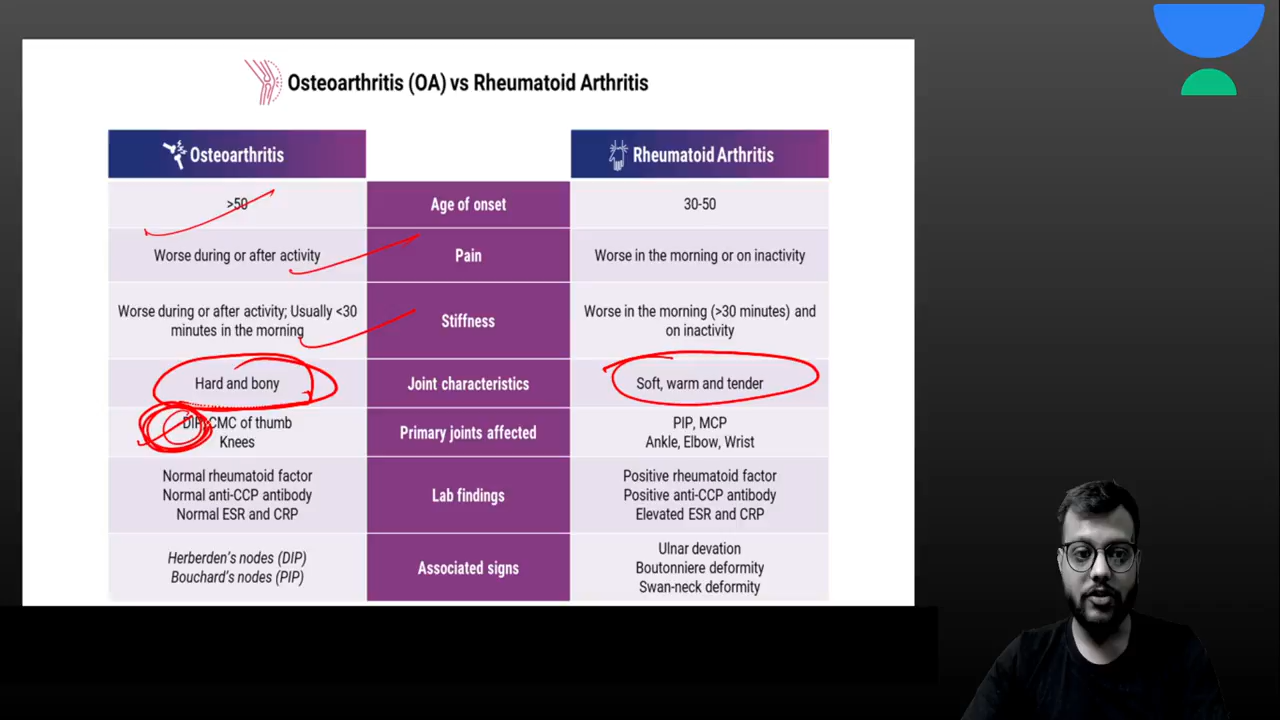 Osteoarthritis (OA) vs Rheumatoid Arthritis
Osteoarthritis
Rheumatoid Arthritis
>50
Age of onset
30-50
Worse during or after activity
Pain
Worse in the morning or on inactivity
Worse during or after activity; Usually <30
minutes in the morning
Stiffness
Worse in the morning (>30 minutes) and
on inactivity
Hard and bony
Joint characteristics
Soft, warm and tender
DIP, CMC of thumb
Knees
Primary joints affected
PIP, MCP
Ankle, Elbow, Wrist
Normal rheumatoid factor
Normal anti-CCP antibody
Normal ESR and CRP
Lab findings
Positive rheumatoid factor
Positive anti-CCP antibody
Elevated ESR and CRP
Herberden's nodes (DIP)
Bouchard's nodes (PIP)
Associated signs
Ulnar devation
Boutonniere deformity
Swan-neck deformity